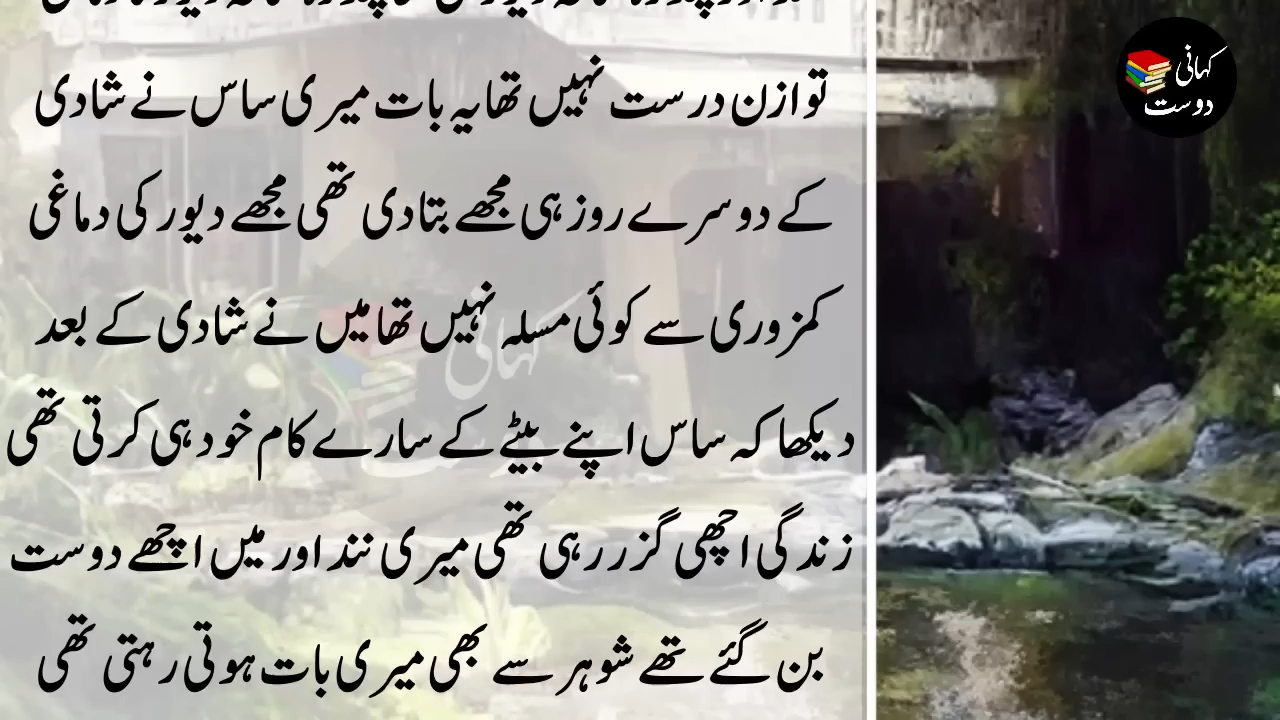 توازن درست نہیں تھا یہ بات میری ساس نے شادی
کے دوسرے روز ہی مجھے بتا دی تھی مجھے دیور کی دماغی
کمزوری سے کوئی مسلہ نہیں تھا میں نے شادی کے بعد
دیکھا کہ ساس اپنے بیٹے کے سارے کام خود ہی کرتی تھی
زندگی اچھی گزر رہی تھی میری نند اور میں اچھے دوست
بن گئے تھے شوہر سے بھی میری بات ہوتی رہتی تھی
کہانی
دوست